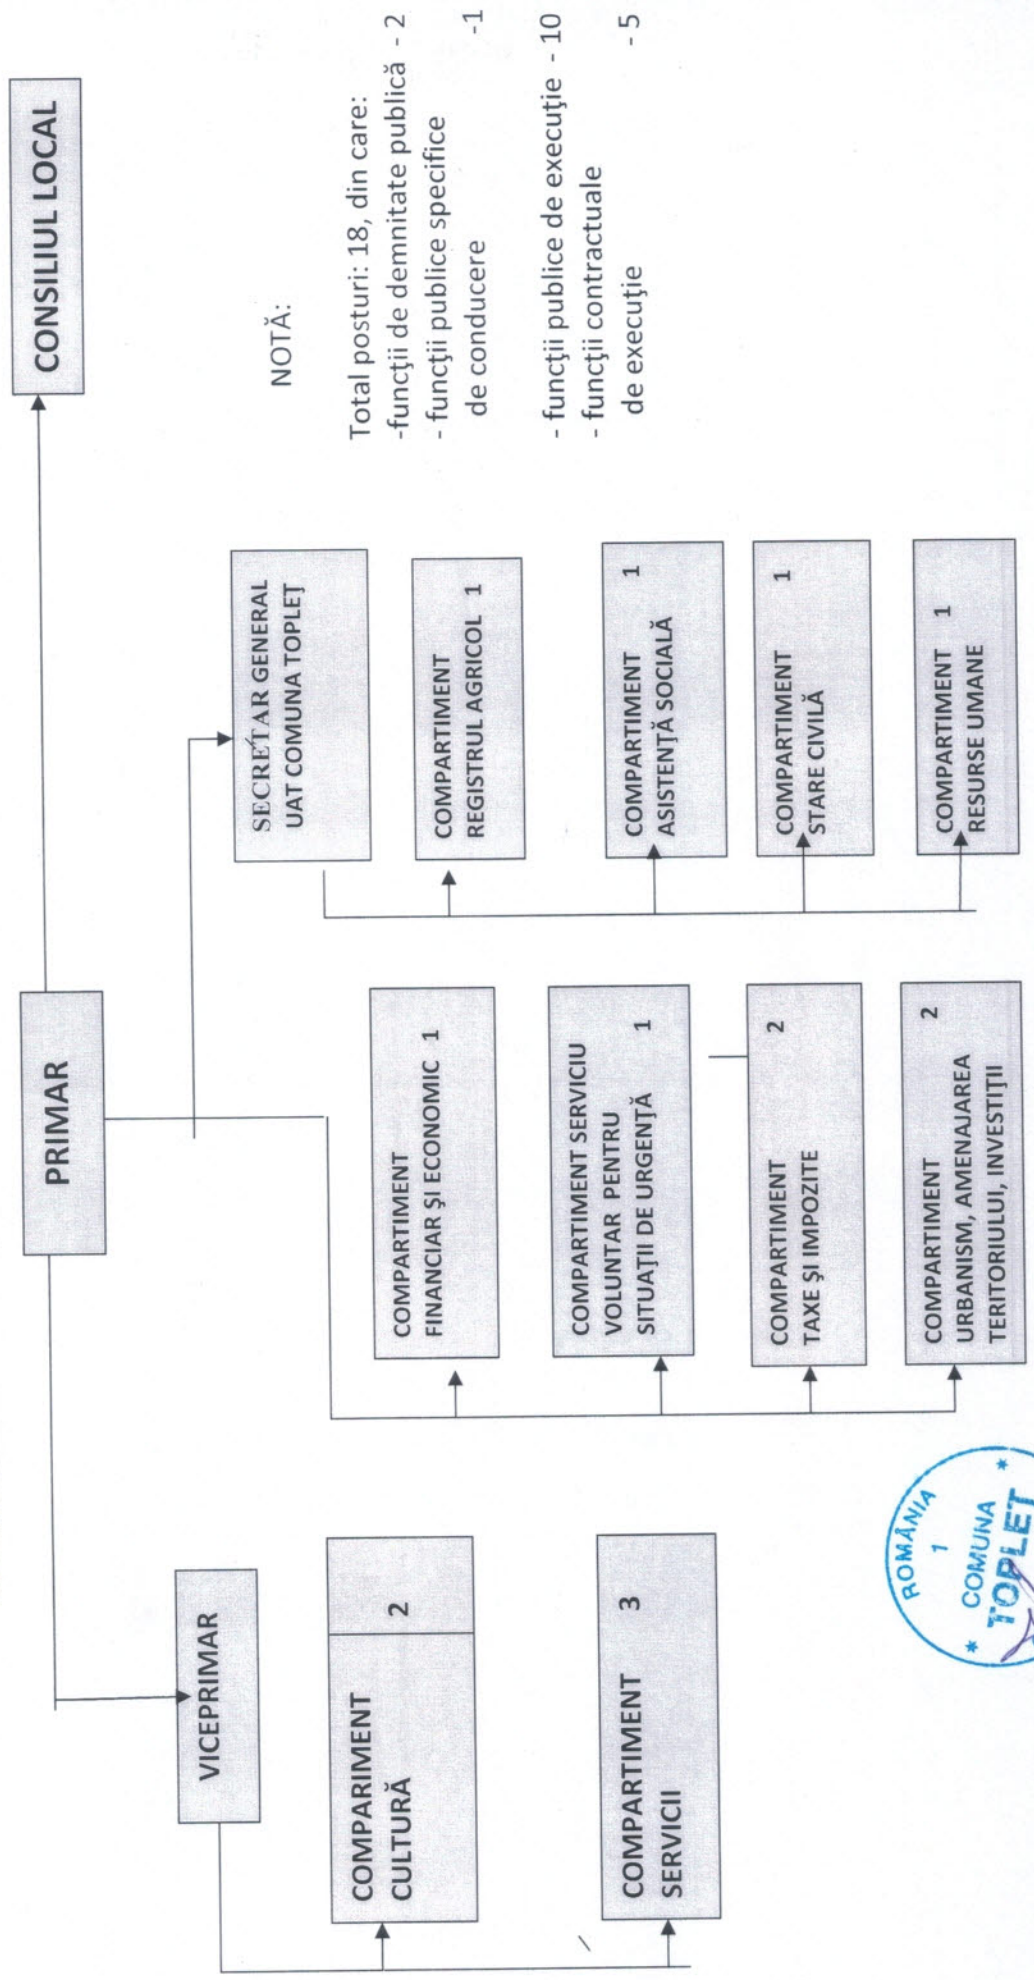 CONSILIUL LOCAL
PRIMAR
VICEPRIMAR
COMPARIMENT
CULTURĂ 2
COMPARTIMENT
SERVICII 3
COMPARTIMENT
FINANCIAR ŞI ECONOMIC 1
COMPARTIMENT SERVICIU
VOLUNTAR PENTRU
SITUAŢII DE URGENŢĂ 1
COMPARTIMENT
TAXE ŞI IMPOZITE 2
COMPARTIMENT
URBANISM, AMENAJAREA 2
TERITORIULUI, INVESTIŢII
SECRETAR GENERAL
UAT COMUNA TOPLEŢ
COMPARTIMENT
REGISTRUL AGRICOL 1
COMPARTIMENT 1
ASISTENŢĂ SOCIALĂ
COMPARTIMENT 1
STARE CIVILĂ
COMPARTIMENT 1
RESURSE UMANE
NOTĂ:
Total posturi: 18, din care:
-funcţii de demnitate publică - 2
- funcţii publice specifice
de conducere -1
- funcţii publice de execuţie - 10
- funcţii contractuale
de execuţie - 5
ROMÂNIA
1
* COMUNA *
TOPLET